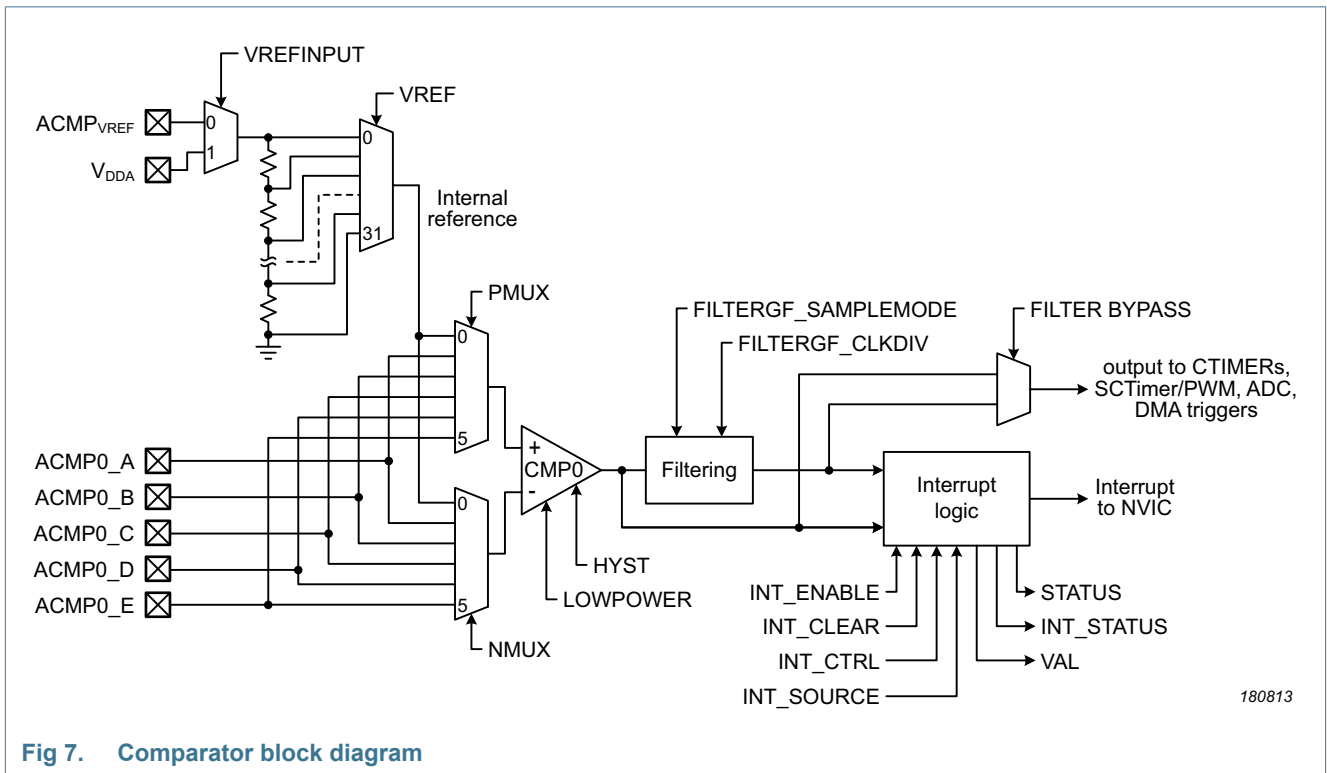 VREFINPUT
VREF
ACMPVREF
0
1
VDDA
0
31
Internal
reference
PMUX
0
5
FILTERGF_SAMPLEMODE
FILTERGF_CLKDIV
FILTER BYPASS
output to CTIMERs,
SCTimer/PWM, ADC,
DMA triggers
ACMP0_A
ACMP0_B
ACMP0_C
ACMP0_D
ACMP0_E
0
5
NMUX
+
CMP0
-
HYST
LOWPOWER
Filtering
Interrupt
logic
Interrupt
to NVIC
INT_ENABLE
INT_CLEAR
INT_CTRL
INT_SOURCE
STATUS
INT_STATUS
VAL
180813
Fig 7. Comparator block diagram